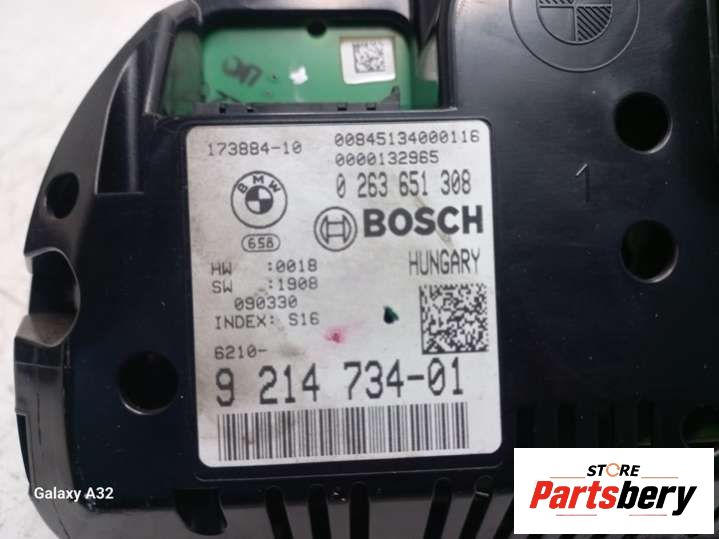 173884-10 00845134000116
0000132965
0 263 651 308
BMW
658
BOSCH
HW :0018
SW :1908
090330
INDEX: S16
HUNGARY
6210-
9 214 734-01
1
Galaxy A32
STORE
Partsbery